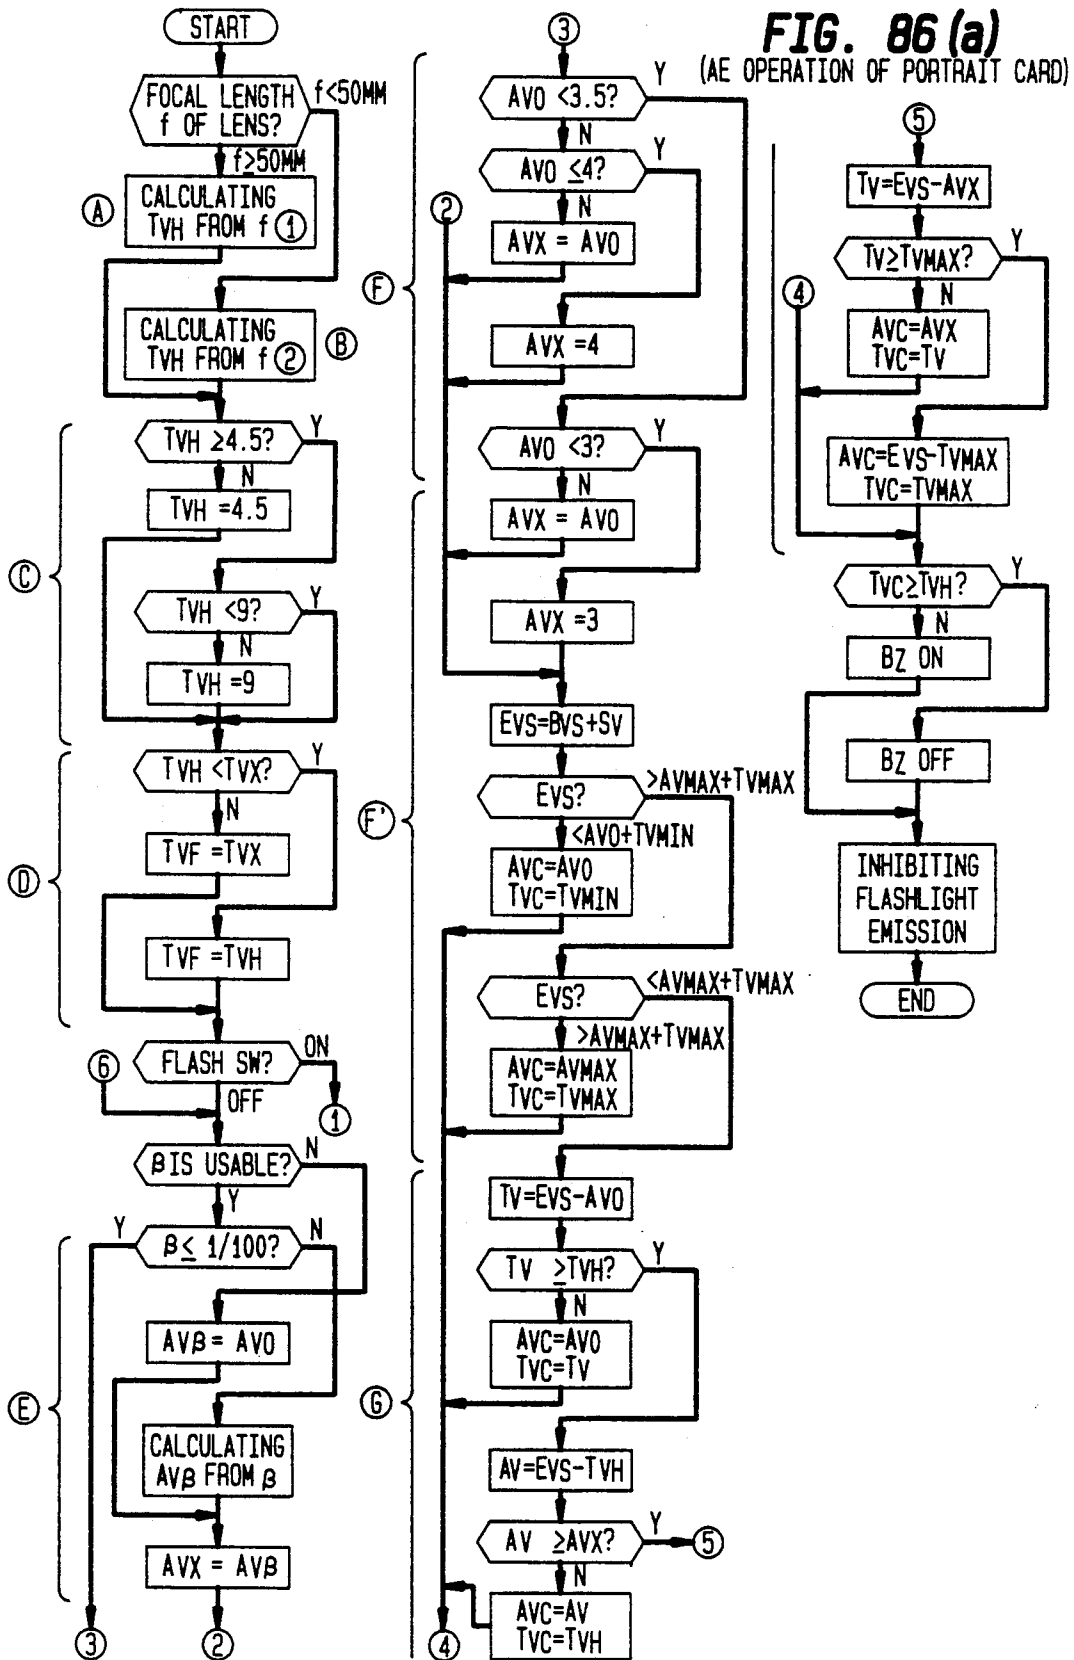 FIG. 86(a)
(AE OPERATION OF PORTRAIT CARD)
START
FOCAL LENGTH
f OF LENS?
f<50MM
f≥50MM
A
CALCULATING
TVH FROM f ①
CALCULATING
TVH FROM f ②
B
C
TVH ≥4.5?
Y
N
TVH =4.5
TVH <9?
Y
N
TVH =9
D
TVH <TVX?
Y
N
TVF =TVX
TVF =TVH
6
FLASH SW?
ON
OFF
1
β IS USABLE?
N
Y
E
Y
β≤ 1/100?
N
AVβ = AVO
CALCULATING
AVβ FROM β
AVX = AVβ
3
2
3
F
AVO <3.5?
Y
N
AVO ≤4?
Y
N
2
AVX = AVO
AVX =4
AVO <3?
Y
N
F'
AVX = AVO
AVX =3
EVS=BVS+SV
EVS?
>AVMAX+TVMAX
<AVO+TVMIN
AVC=AVO
TVC=TVMIN
EVS?
<AVMAX+TVMAX
>AVMAX+TVMAX
AVC=AVMAX
TVC=TVMAX
G
TV=EVS-AVO
TV ≥TVH?
Y
N
AVC=AVO
TVC=TV
AV=EVS-TVH
AV ≥AVX?
Y
5
N
AVC=AV
TVC=TVH
4
5
TV=EVS-AVX
TV≥TVMAX?
Y
N
4
AVC=AVX
TVC=TV
AVC=EVS-TVMAX
TVC=TVMAX
TVC≥TVH?
Y
N
BZ ON
BZ OFF
INHIBITING
FLASHLIGHT
EMISSION
END